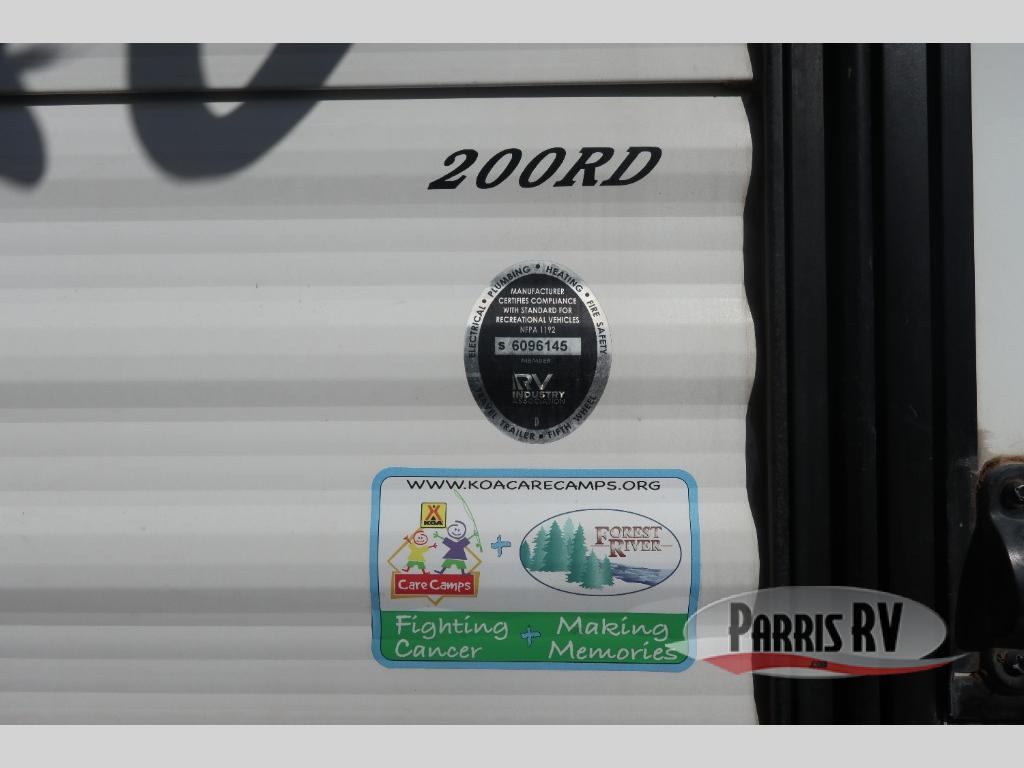 200RD
ELECTRICAL • PLUMBING • HEATING • FIRE SAFETY
MANUFACTURER
CERTIFIES COMPLIANCE
WITH STANDARD FOR
RECREATIONAL VEHICLES
NFPA 1192
S 6096145
MEMBER
RV
INDUSTRY
ASSOCIATION
D
TRAVEL TRAILER • FIFTH WHEEL
WWW.KOACARECAMPS.ORG
KOA
Care Camps
+
FOREST
RIVER
Fighting + Making
Cancer Memories
PARRIS RV
.com